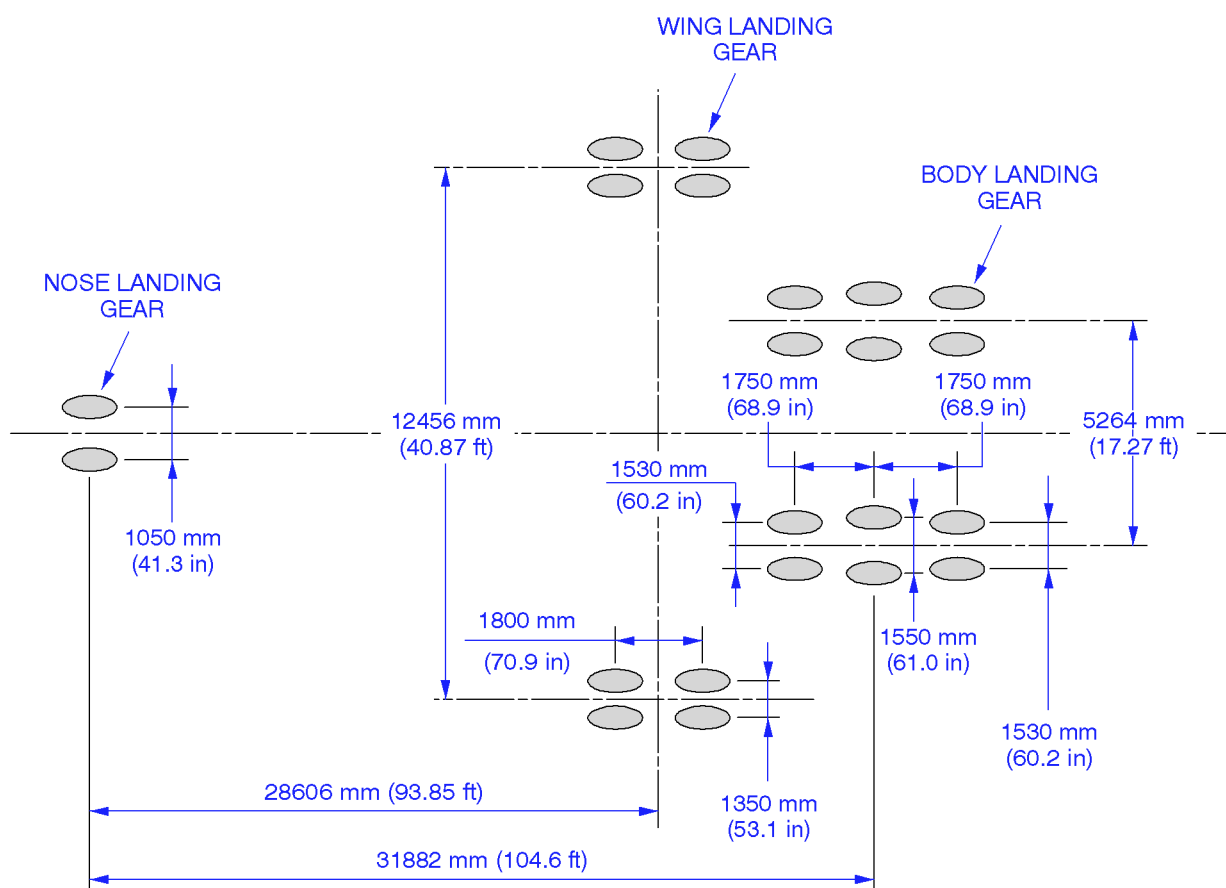 WING LANDING
GEAR
BODY LANDING
GEAR
NOSE LANDING
GEAR
1750 mm
(68.9 in)
1750 mm
(68.9 in)
12456 mm
(40.87 ft)
5264 mm
(17.27 ft)
1530 mm
(60.2 in)
1050 mm
(41.3 in)
1800 mm
(70.9 in)
1550 mm
(61.0 in)
1530 mm
(60.2 in)
28606 mm (93.85 ft)
1350 mm
(53.1 in)
31882 mm (104.6 ft)